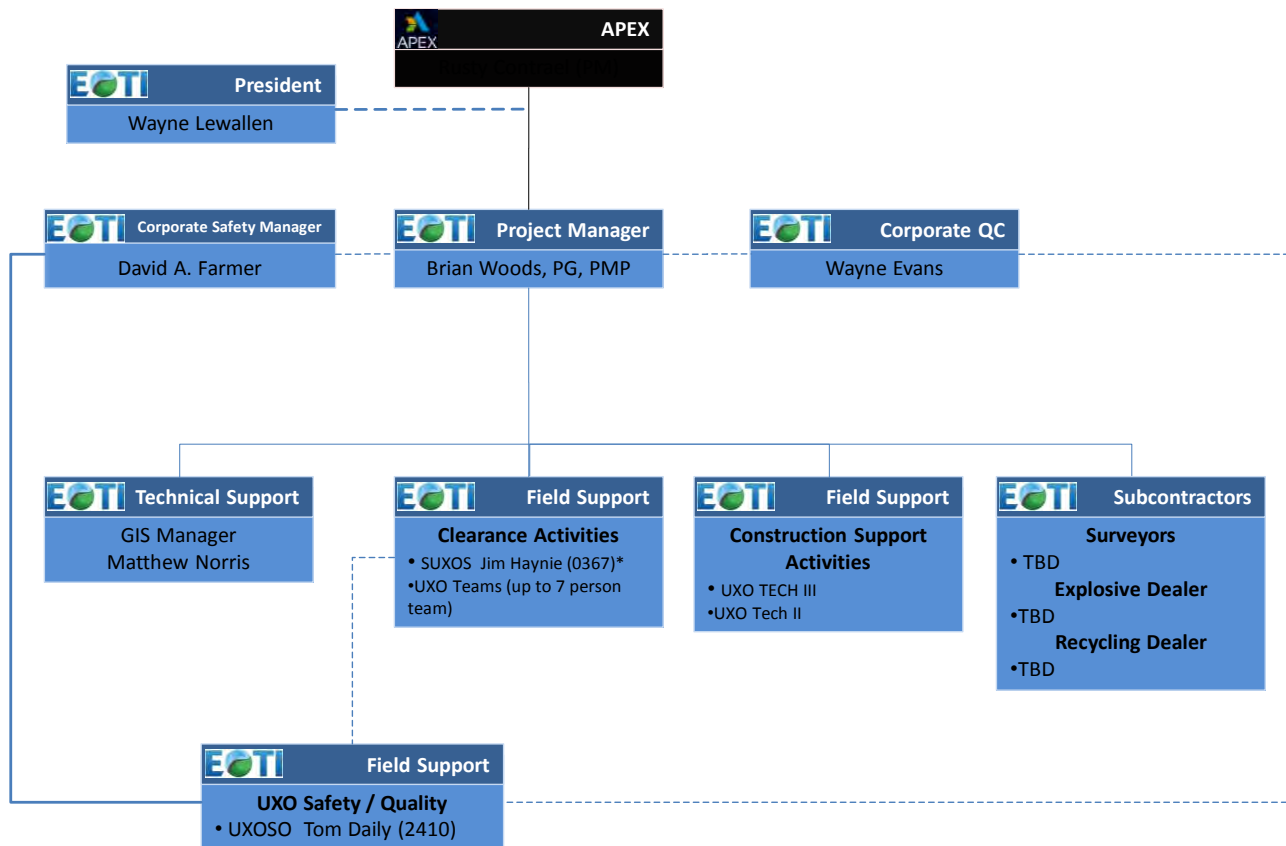 APEX
APEX
EOTI President
Wayne Lewallen
EOTI Corporate Safety Manager
David A. Farmer
EOTI Project Manager
Brian Woods, PG, PMP
EOTI Corporate QC
Wayne Evans
EOTI Technical Support
GIS Manager
Matthew Norris
EOTI Field Support
Clearance Activities
• SUXOS Jim Haynie (0367)*
•UXO Teams (up to 7 person
team)
EOTI Field Support
Construction Support
Activities
• UXO TECH III
•UXO Tech II
EOTI Subcontractors
Surveyors
• TBD
Explosive Dealer
•TBD
Recycling Dealer
•TBD
EOTI Field Support
UXO Safety / Quality
• UXOSO Tom Daily (2410)